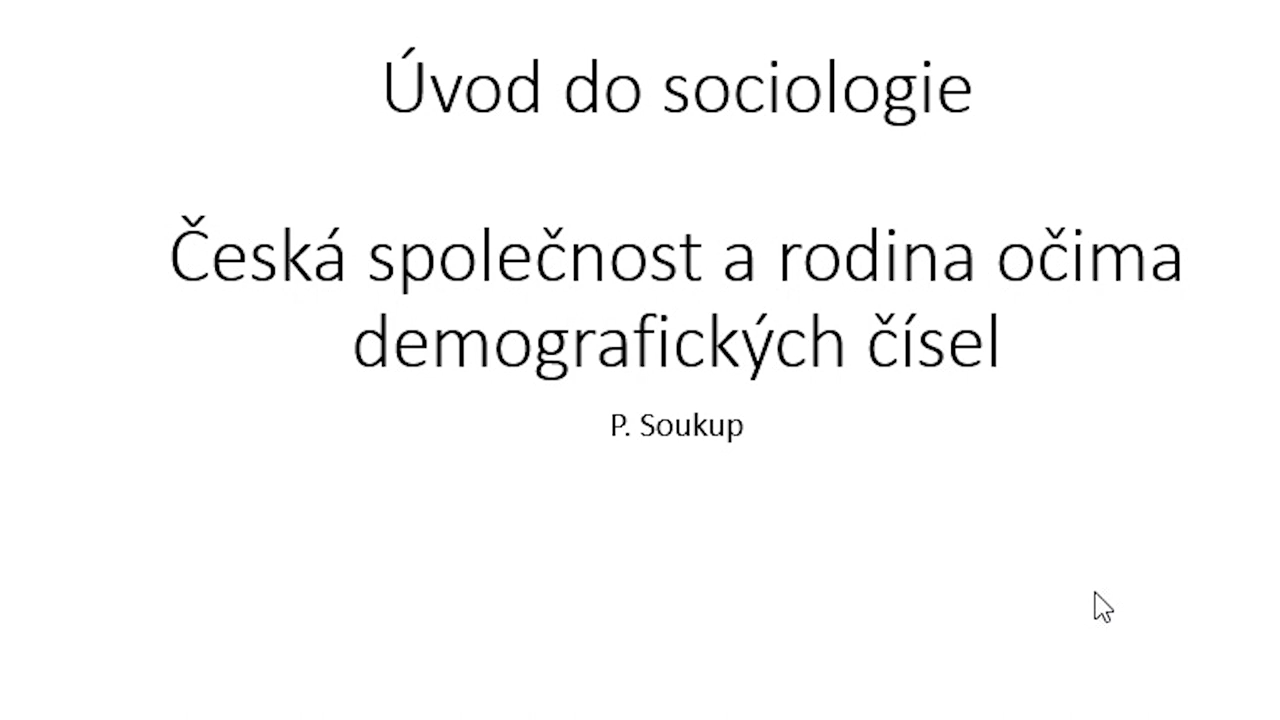 Úvod do sociologie
Česká společnost a rodina očima
demografických čísel
P. Soukup